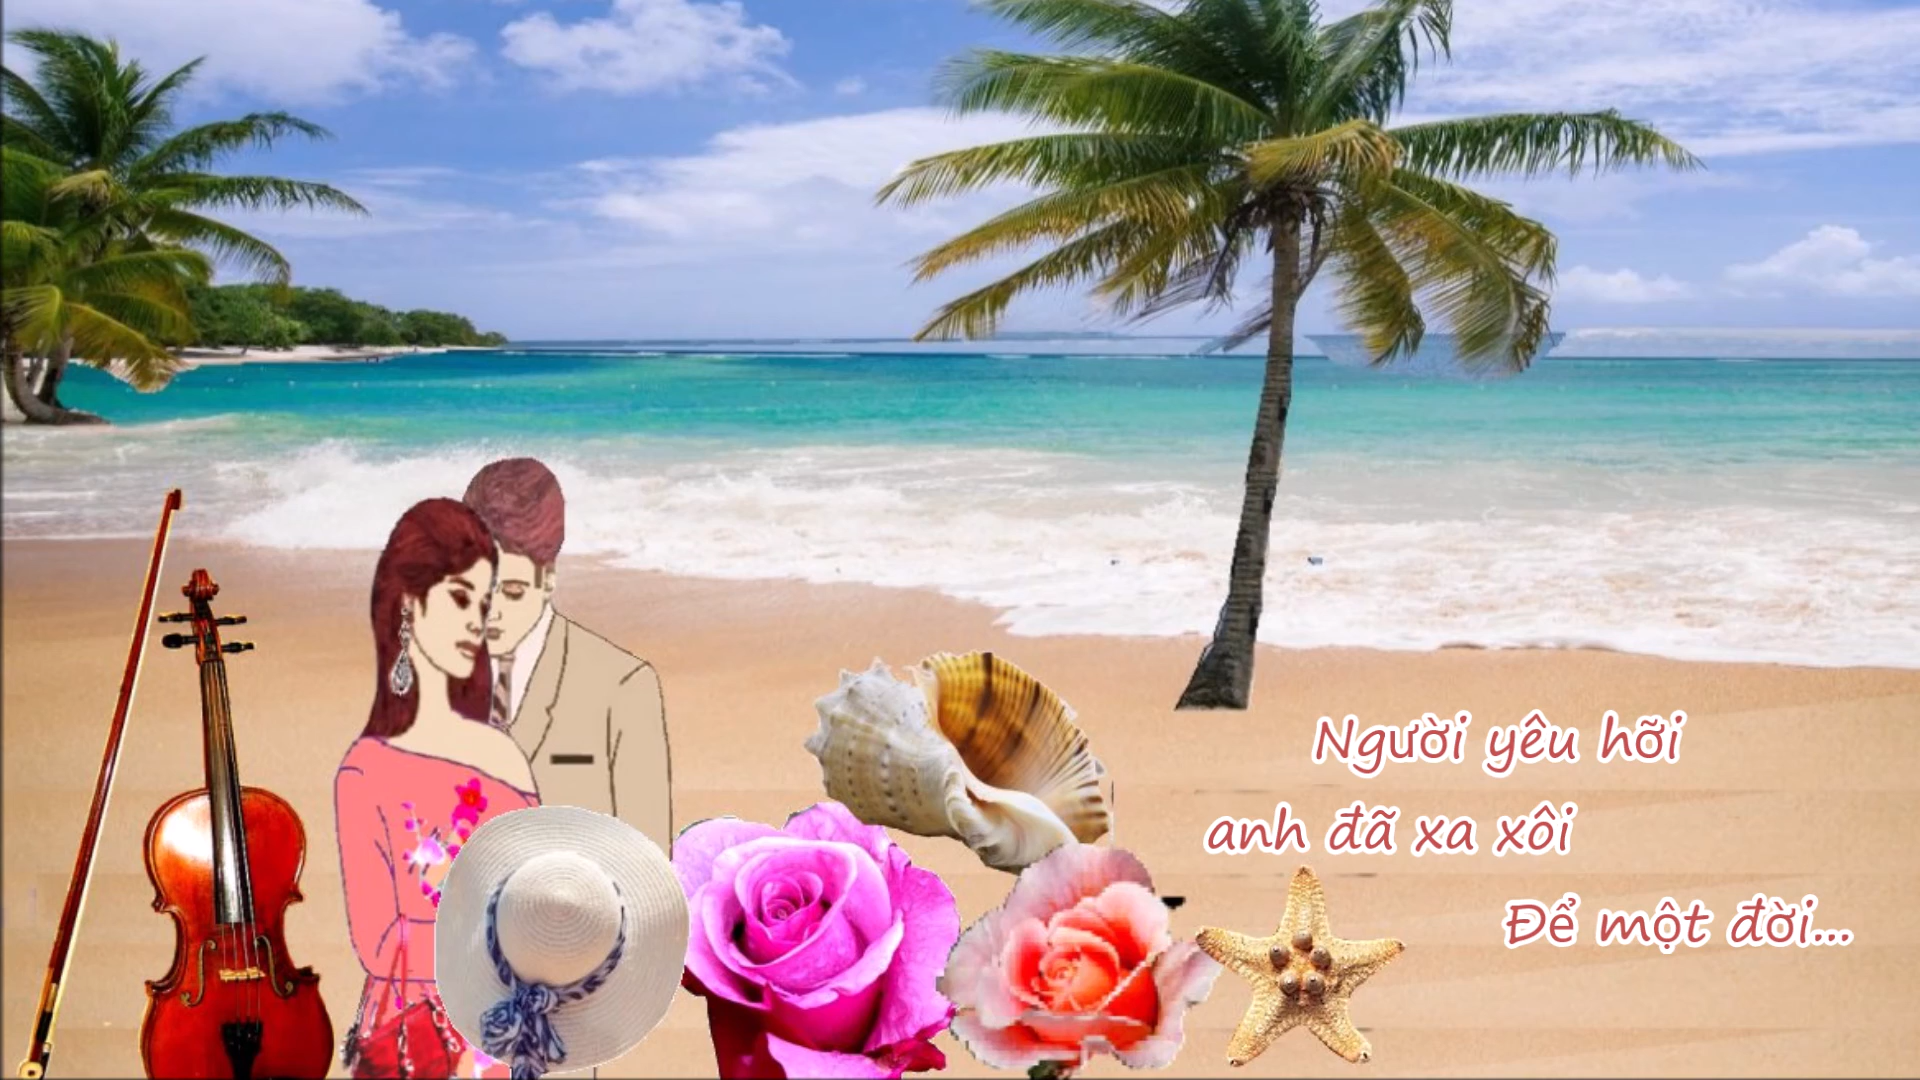 Người yêu hỡi
anh đã xa xôi
Để một đời...